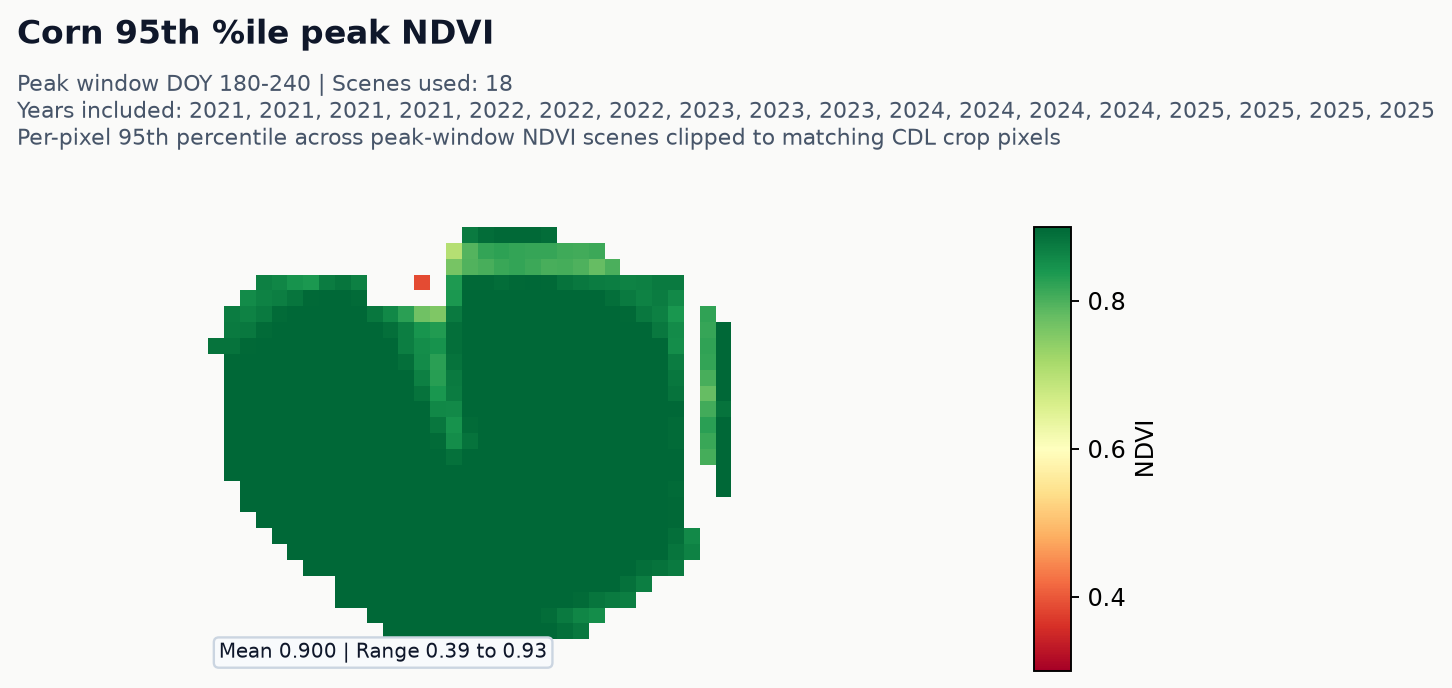 Corn 95th %ile peak NDVI
Peak window DOY 180-240 | Scenes used: 18
Years included: 2021, 2021, 2021, 2021, 2022, 2022, 2022, 2023, 2023, 2023, 2024, 2024, 2024, 2024, 2025, 2025, 2025, 2025
Per-pixel 95th percentile across peak-window NDVI scenes clipped to matching CDL crop pixels
0.8
0.6
NDVI
0.4
Mean 0.900 | Range 0.39 to 0.93